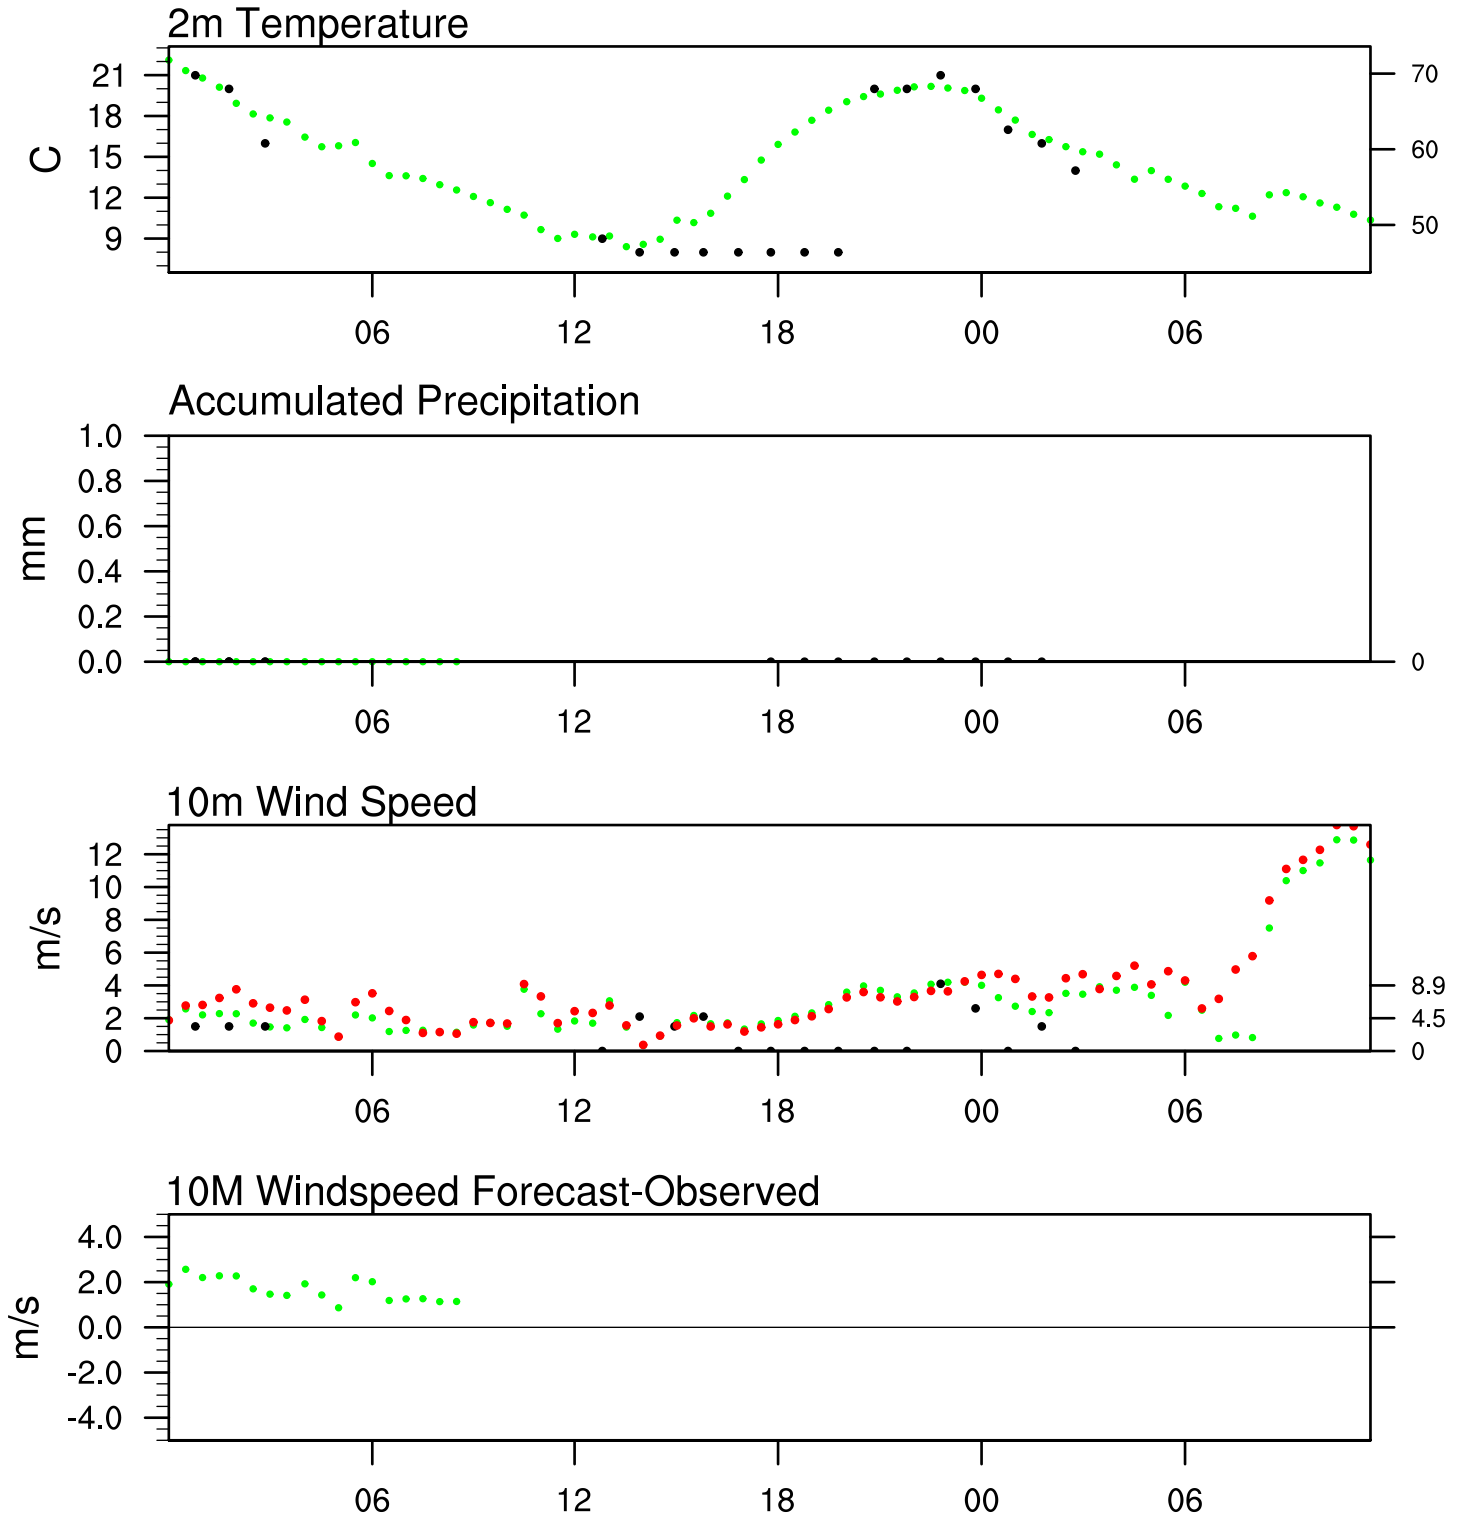 2m Temperature
21
18
15
12
9
C
70
60
50
06 12 18 00 06
Accumulated Precipitation
1.0
0.8
0.6
0.4
0.2
0.0
mm
0
06 12 18 00 06
10m Wind Speed
12
10
8
6
4
2
0
m/s
8.9
4.5
0
06 12 18 00 06
10M Windspeed Forecast-Observed
4.0
2.0
0.0
-2.0
-4.0
m/s
06 12 18 00 06